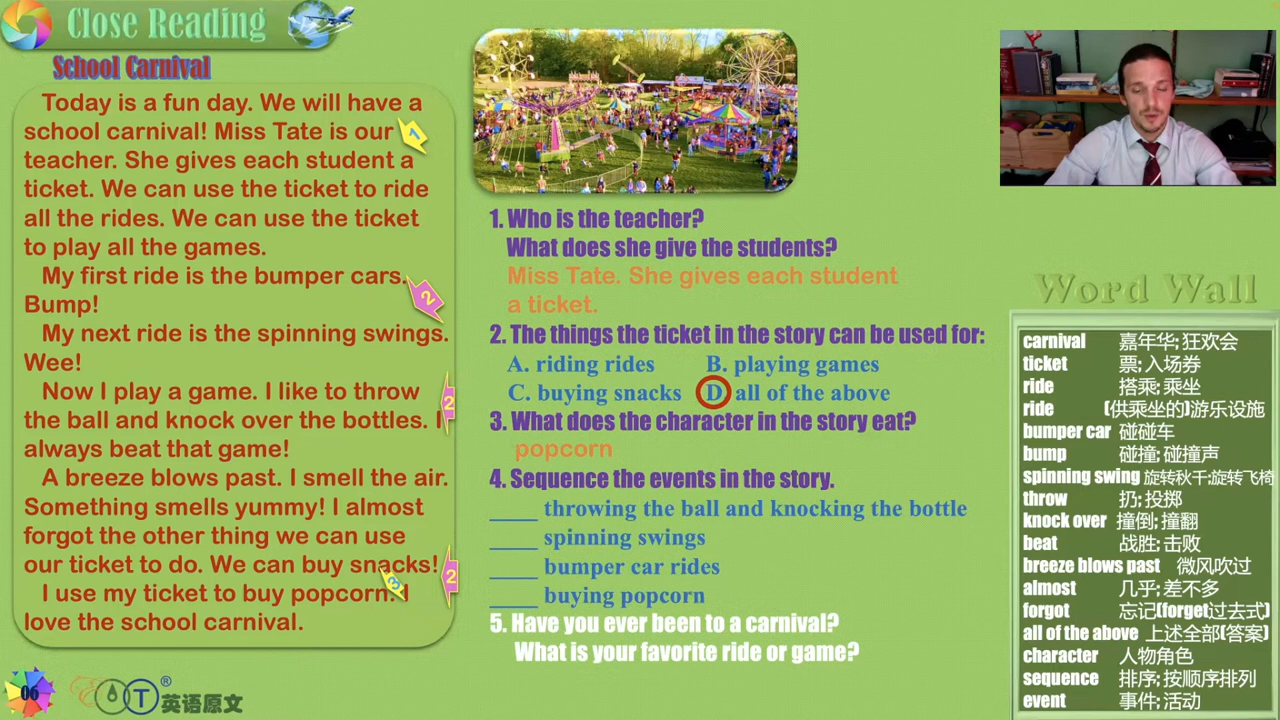 Close Reading
School Carnival
Today is a fun day. We will have a
school carnival! Miss Tate is our
teacher. She gives each student a
ticket. We can use the ticket to ride
all the rides. We can use the ticket
to play all the games.
My first ride is the bumper cars.
Bump!
My next ride is the spinning swings.
Wee!
Now I play a game. I like to throw
the ball and knock over the bottles. I
always beat that game!
A breeze blows past. I smell the air.
Something smells yummy! I almost
forgot the other thing we can use
our ticket to do. We can buy snacks!
I use my ticket to buy popcorn. I
love the school carnival.
1
2
2
2
3
06
英语原文
1. Who is the teacher?
What does she give the students?
Miss Tate. She gives each student
a ticket.
2. The things the ticket in the story can be used for:
A. riding rides B. playing games
C. buying snacks D. all of the above
3. What does the character in the story eat?
popcorn
4. Sequence the events in the story.
____ throwing the ball and knocking the bottle
____ spinning swings
____ bumper car rides
____ buying popcorn
5. Have you ever been to a carnival?
What is your favorite ride or game?
Word Wall
carnival 嘉年华; 狂欢会
ticket 票; 入场券
ride 搭乘; 乘坐
ride (供乘坐的)游乐设施
bumper car 碰碰车
bump 碰撞; 碰撞声
spinning swing 旋转秋千;旋转飞椅
throw 扔; 投掷
knock over 撞倒; 撞翻
beat 战胜; 击败
breeze blows past 微风吹过
almost 几乎; 差不多
forgot 忘记(forget过去式)
all of the above 上述全部(答案)
character 人物角色
sequence 排序; 按顺序排列
event 事件; 活动